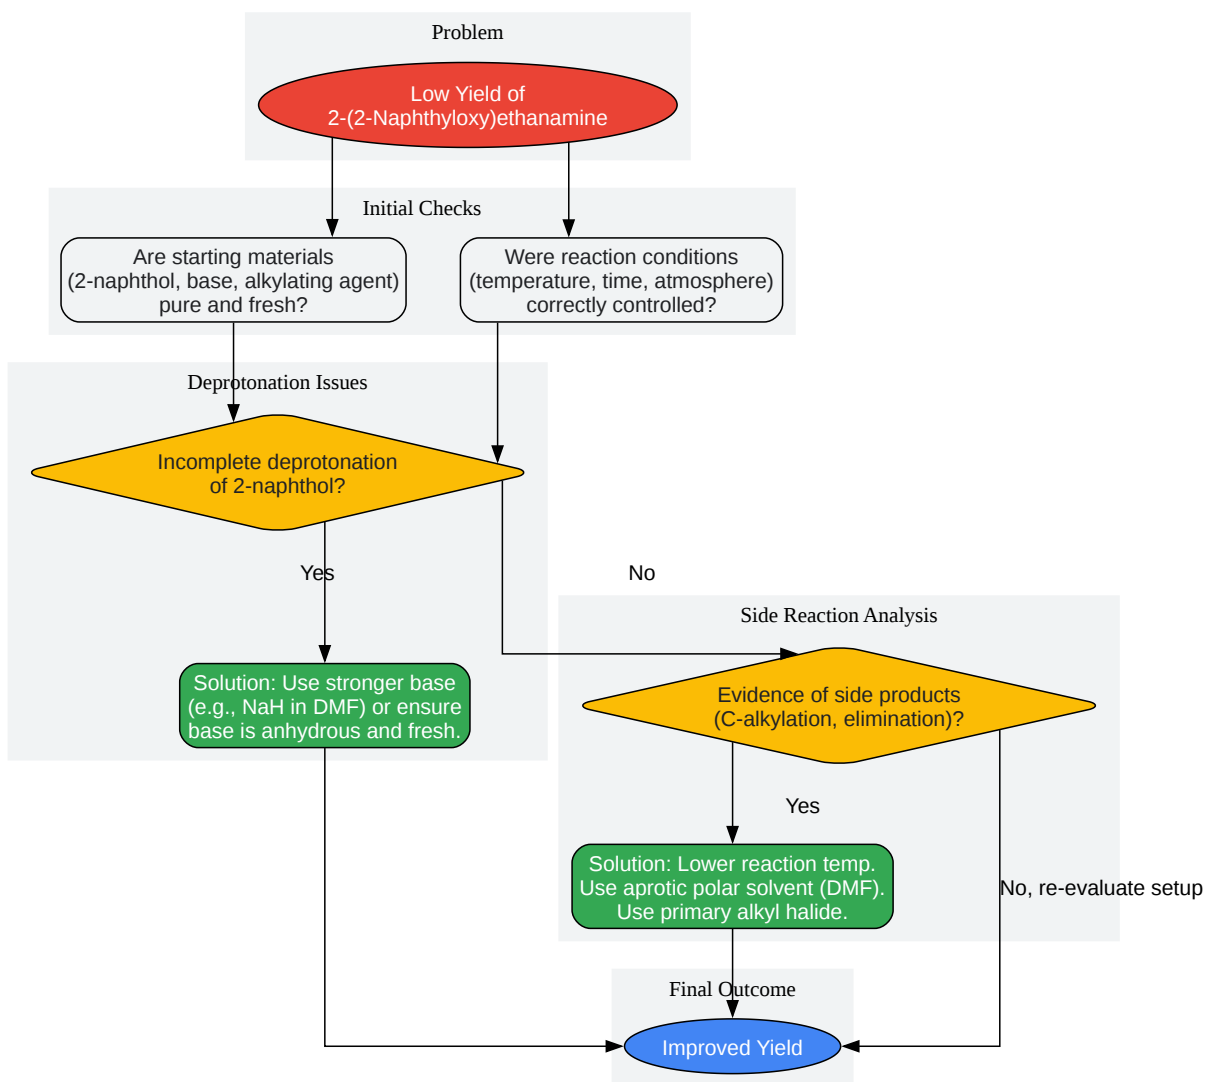 Problem
Low Yield of
2-(2-Naphthyloxy)ethanamine
Initial Checks
Are starting materials
(2-naphthol, base, alkylating agent)
pure and fresh?
Were reaction conditions
(temperature, time, atmosphere)
correctly controlled?
Deprotonation Issues
Incomplete deprotonation
of 2-naphthol?
Yes
No
Solution: Use stronger base
(e.g., NaH in DMF) or ensure
base is anhydrous and fresh.
Side Reaction Analysis
Evidence of side products
(C-alkylation, elimination)?
Yes
No, re-evaluate setup
Solution: Lower reaction temp.
Use aprotic polar solvent (DMF).
Use primary alkyl halide.
Final Outcome
Improved Yield